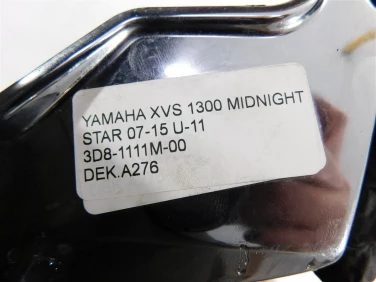 YAMAHA XVS 1300 MIDNIGHT
STAR 07-15 U-11
3D8-1111M-00
DEK.A276